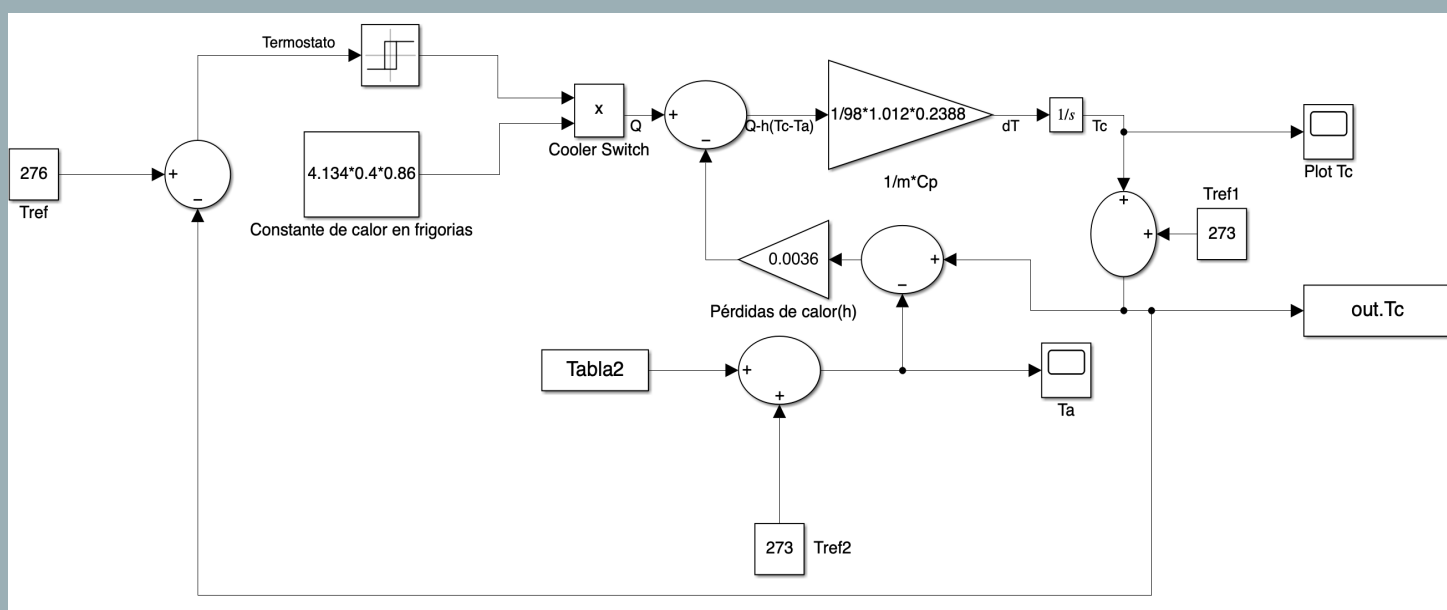 Termostato
276
Tref
4.134*0.4*0.86
Constante de calor en frigorias
x
Q
Cooler Switch
+
−
+
−
Q-h(Tc-Ta)
1/98*1.012*0.2388
1/m*Cp
dT
1/s
Tc
Plot Tc
+
+
Tref1
273
0.0036
Pérdidas de calor(h)
+
−
out.Tc
Tabla2
+
+
Ta
273
Tref2